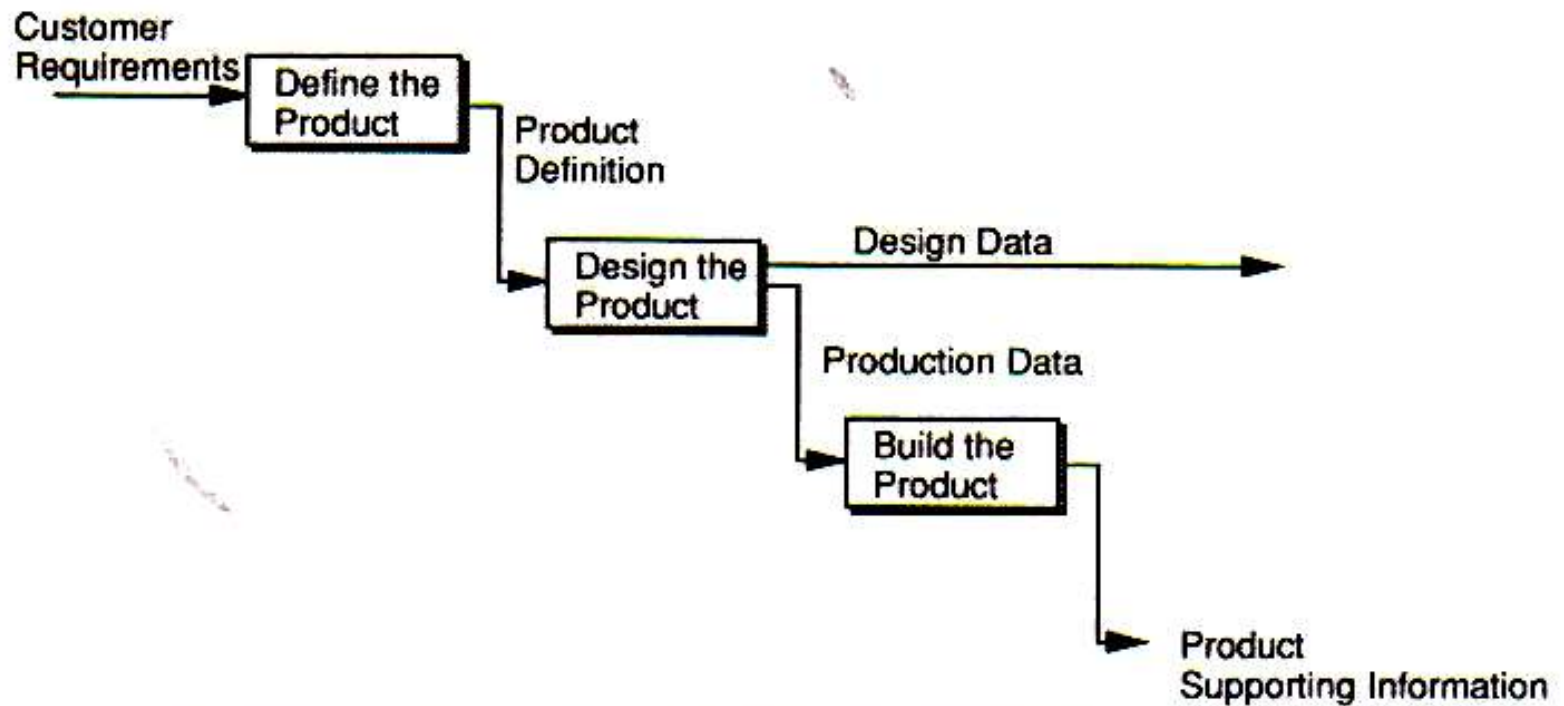 Customer
Requirements
Define the
Product
Product
Definition
Design the
Product
Design Data
Production Data
Build the
Product
Product
Supporting Information